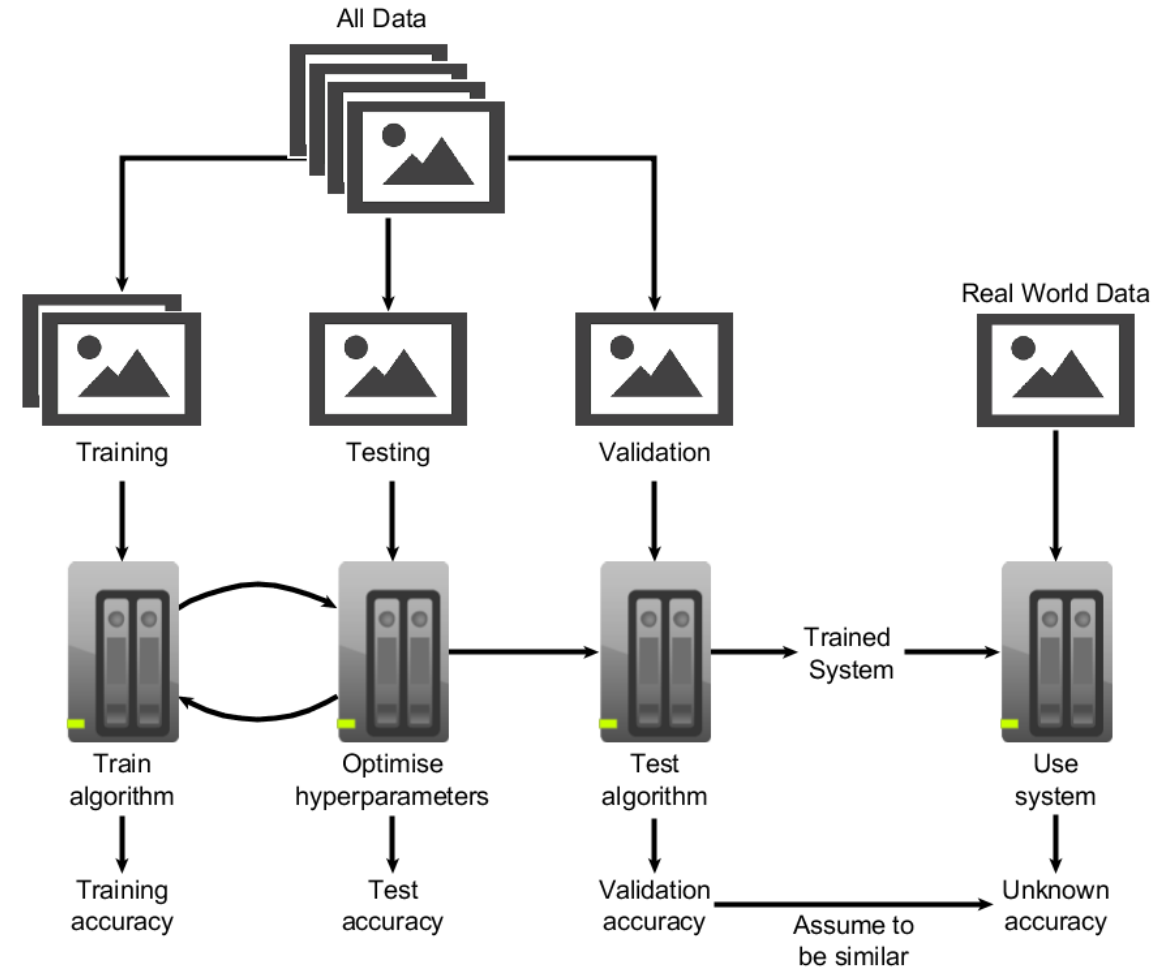 All Data
Real World Data
Training
Testing
Validation
Trained
System
Train
algorithm
Optimise
hyperparameters
Test
algorithm
Use
system
Training
accuracy
Test
accuracy
Validation
accuracy
Assume to
be similar
Unknown
accuracy